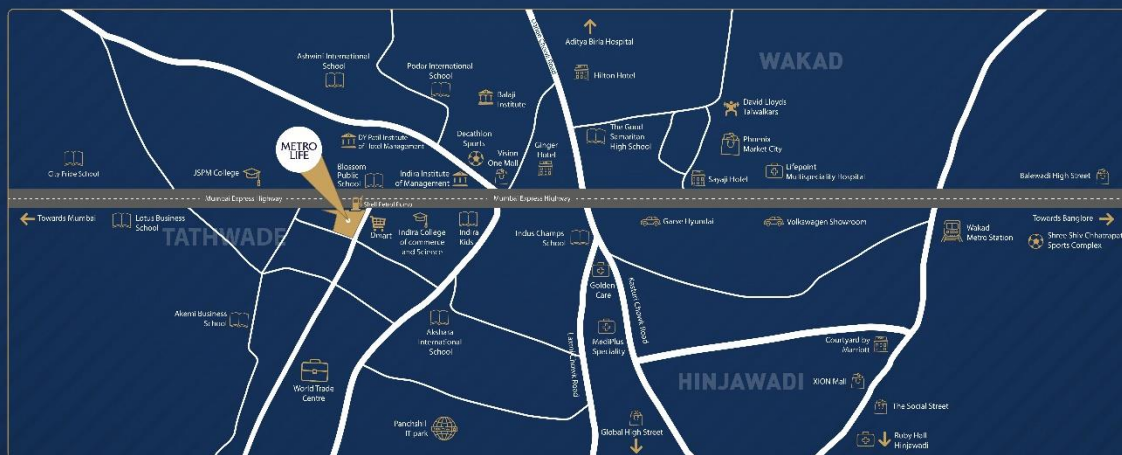 Aditya Birla Hospital
WAKAD
Ashwini International
School
Podar International
School
Hilton Hotel
Balaji
Institute
David Lloyds
Talwalkars
METRO
LIFE
DY Patil Institute
of Hotel Management
Decathlon
Sports
Vision
One Mall
Ginger
Hotel
The Good
Samaritan
High School
Phoenix
Market City
City Pride School
JSPM College
Blossom
Public
School
Indira Institute
of Management
Sayaji Hotel
Lifepoint
Multispeciality Hospital
Balewadi High Street
Mumbai Express Highway
Shell Petrol Pump
Mumbai Express Highway
Towards Mumbai
Lotus Business
School
TATHWADE
Dmart
Indira College
of commerce
and Science
Indira
Kids
Indus Champs
School
Garve Hyundai
Volkswagen Showroom
Wakad
Metro Station
Towards Banglore
Shree Shiv Chhatrapati
Sports Complex
Golden
Care
Kasturi Chowk Road
Akemi Business
School
Akshara
International
School
MediPlus
Speciality
Laxmi Chowk Road
Courtyard by
Marriott
World Trade
Centre
HINJAWADI
XION Mall
The Social Street
Panchshil
IT park
Global High Street
Ruby Hall
Hinjawadi